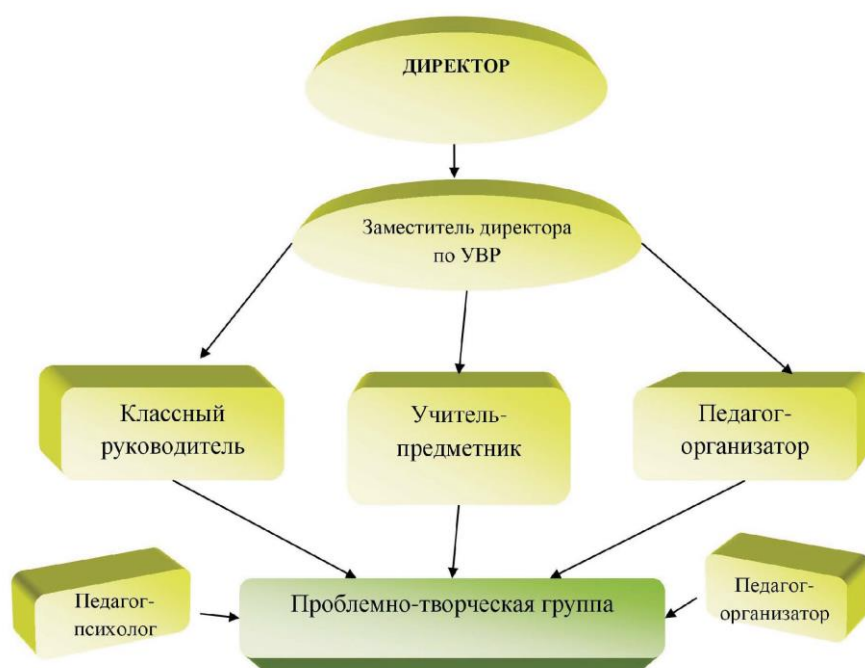 ДИРЕКТОР
Заместитель директора
по УВР
Классный
руководитель
Учитель-
предметник
Педагог-
организатор
Педагог-
психолог
Проблемно-творческая группа
Педагог-
организатор